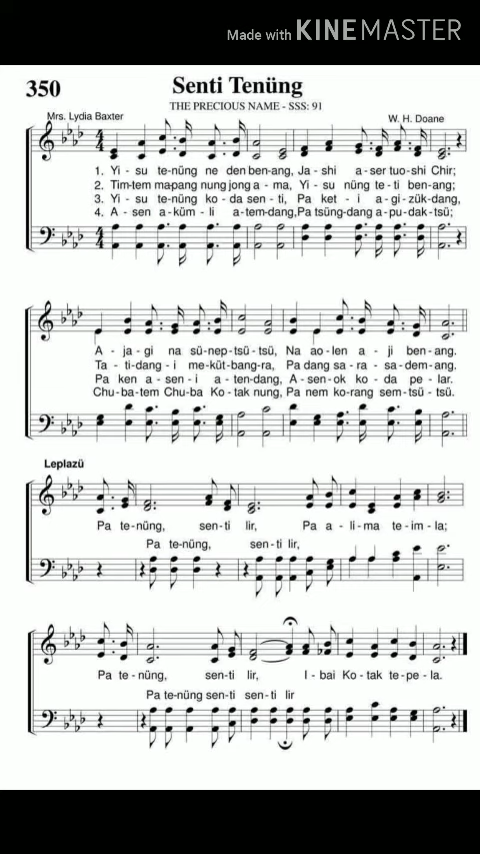 Made with KINEMASTER
350
Senti Tenüng
THE PRECIOUS NAME - SSS: 91
Mrs. Lydia Baxter
W. H. Doane
1. Yi - su te-nüng ne den ben-ang, Ja - shi a - ser tuo-shi Chir;
2. Tim-tem ma-pang nung jong a - ma, Yi - su nüng te - ti ben-ang;
3. Yi - su te-nüng ko - da sen - ti, Pa ket - i a - gi - zük-dang,
4. A - sen a-küm - li a-tem-dang, Pa tsüng-dang a-pu-dak-tsü;
A - ja - gi na sü-nep-tsü-tsü, Na ao-len a - ji ben-ang.
Ta - ti-dang - i me-küt-bang-ra, Pa dang sa-ra - sa-dem-ang.
Pa ken a-sen - i a - ten-dang, A-sen-ok ko - da pe - lar.
Chu-ba-tem Chu-ba Ko-tak nung, Pa nem ko-rang sem-tsü-tsü.
Leplazü
Pa te-nüng, sen-ti lir, Pa a - li-ma te-im-la;
Pa te-nüng, sen-ti lir,
Pa te-nüng, sen-ti lir, I-bai Ko-tak te-pe-la.
Pa te-nüng sen-ti sen-ti lir